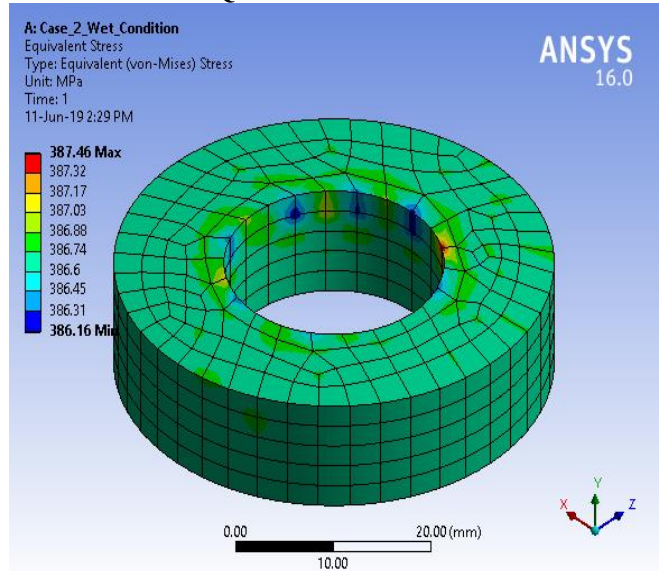 A: Case_2_Wet_Condition
Equivalent Stress
Type: Equivalent (von-Mises) Stress
Unit: MPa
Time: 1
11-Jun-19 2:29 PM
ANSYS
16.0
387.46 Max
387.32
387.17
387.03
386.88
386.74
386.6
386.45
386.31
386.16 Min
Y
X
Z
0.00
20.00 (mm)
10.00